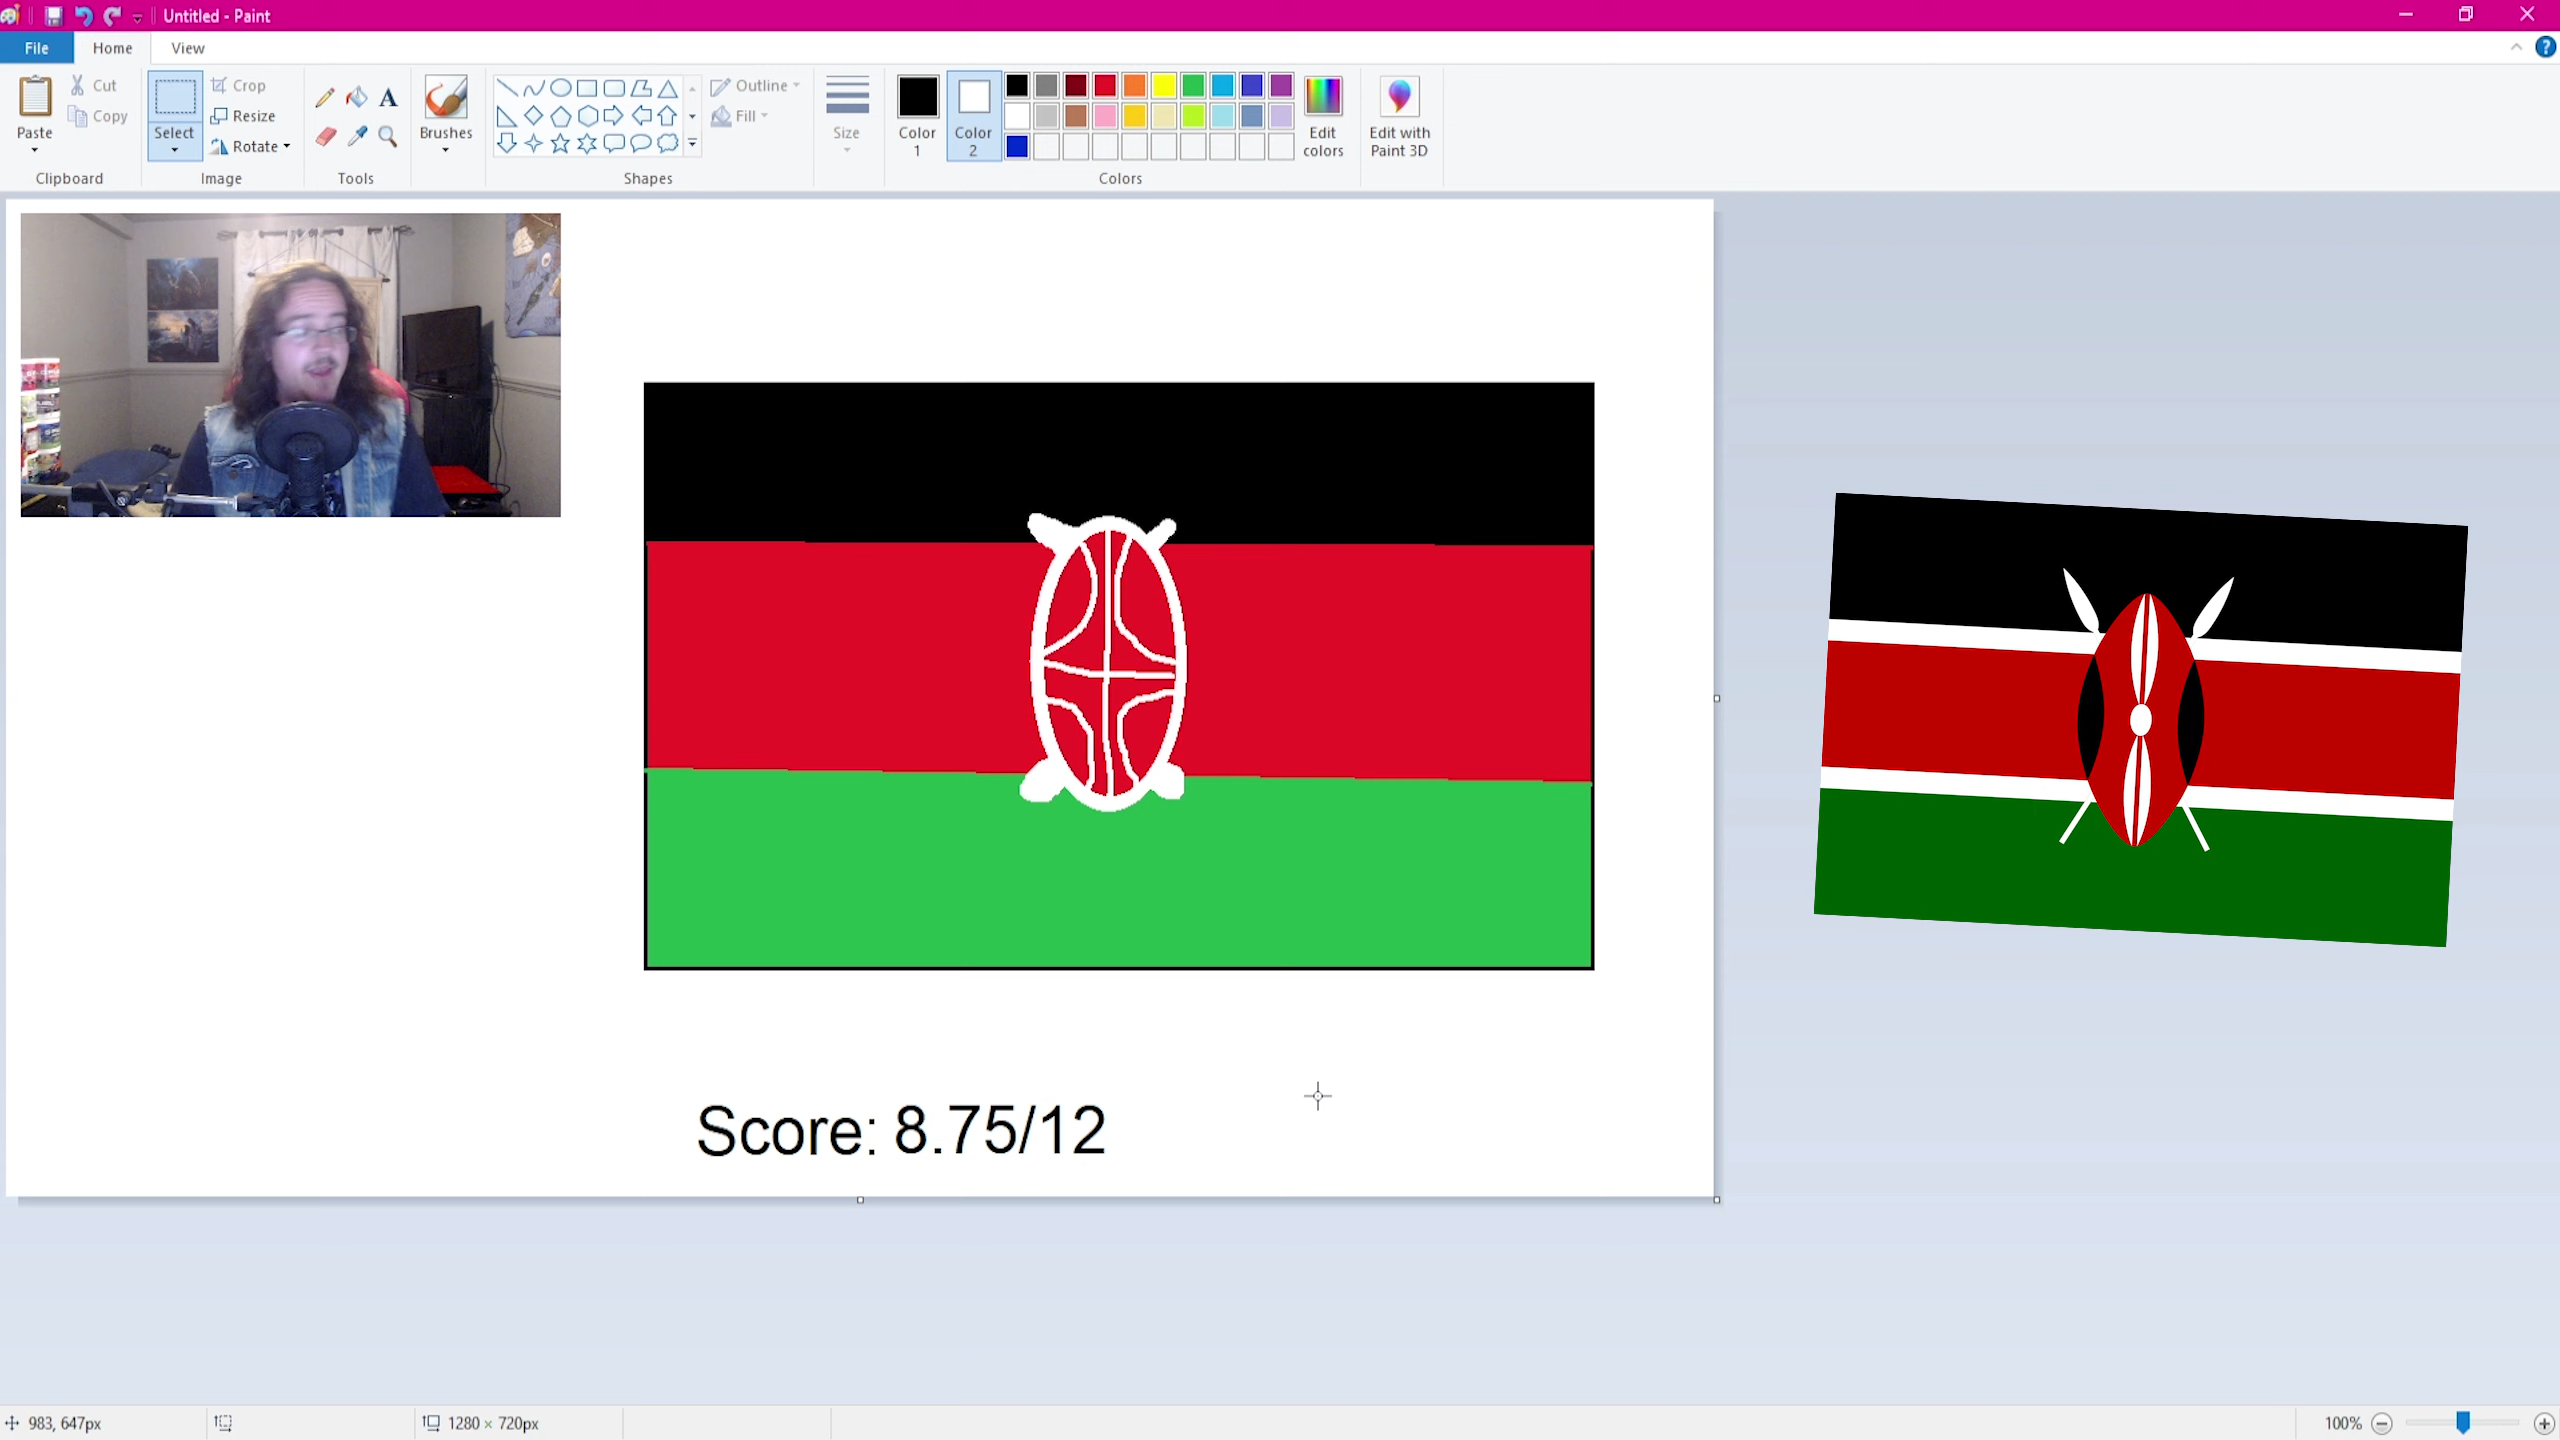 Untitled - Paint
File Home View
Paste Cut Copy
Clipboard
Select Crop Resize Rotate
Image
Tools
Brushes
Outline Fill
Shapes
Size
Color 1 Color 2
Edit colors
Colors
Edit with Paint 3D
Score: 8.75/12
983, 647px
1280 × 720px
100%